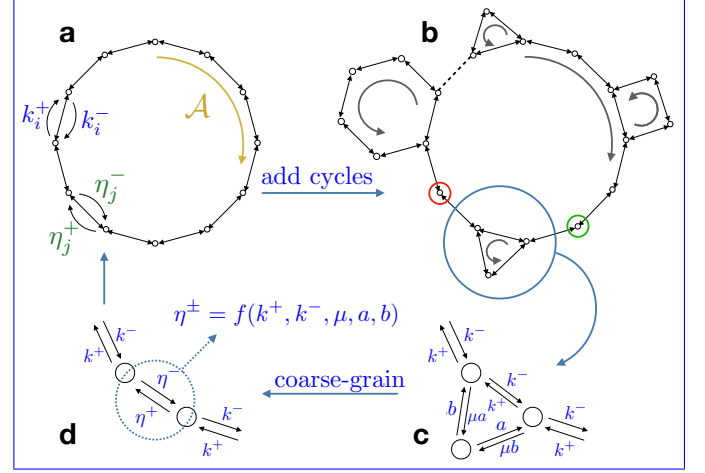 a
b
k_i^+
k_i^-
𝒜
η_j^-
η_j^+
add cycles
η^± = f(k^+, k^-, μ, a, b)
k^-
k^+
η^-
η^+
k^-
k^+
d
coarse-grain
k^-
k^+
k^-
b
μa
k^+
a
μb
k^-
k^+
c